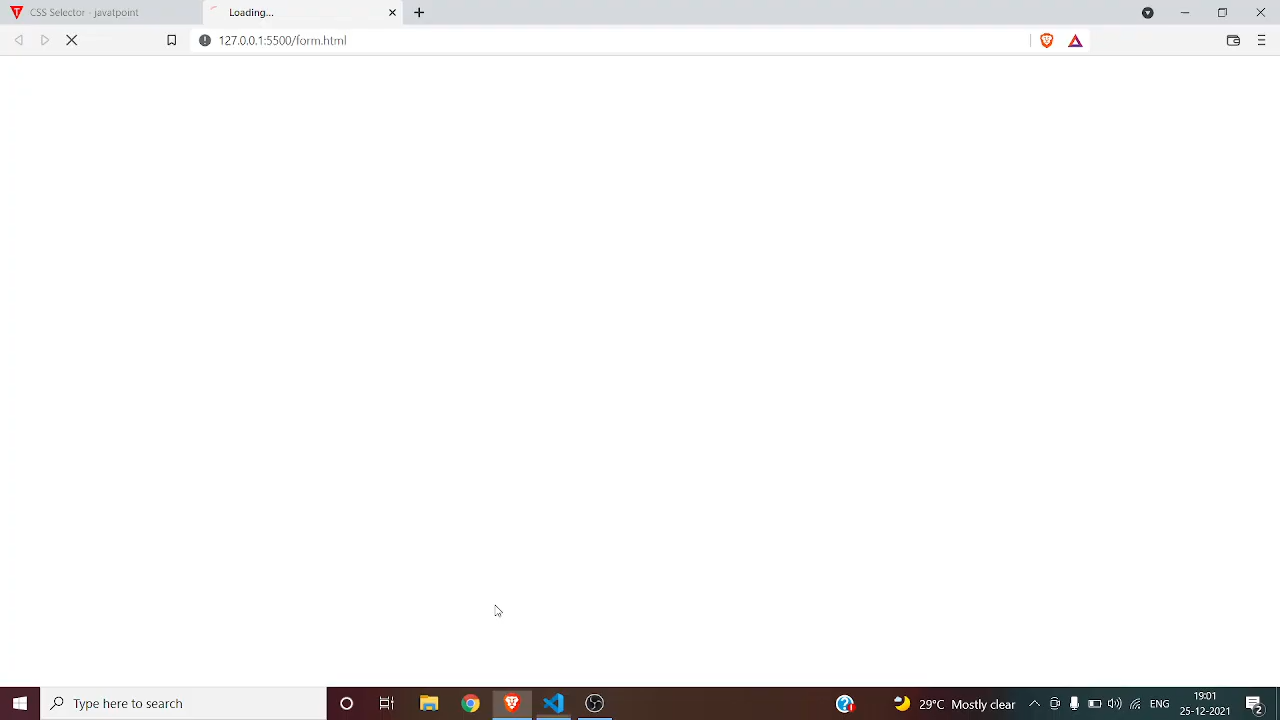 CSS Selector - javatpoint
Loading...
127.0.0.1:5500/form.html
Type here to search
29°C Mostly clear
ENG
19:01
25-12-2021
2